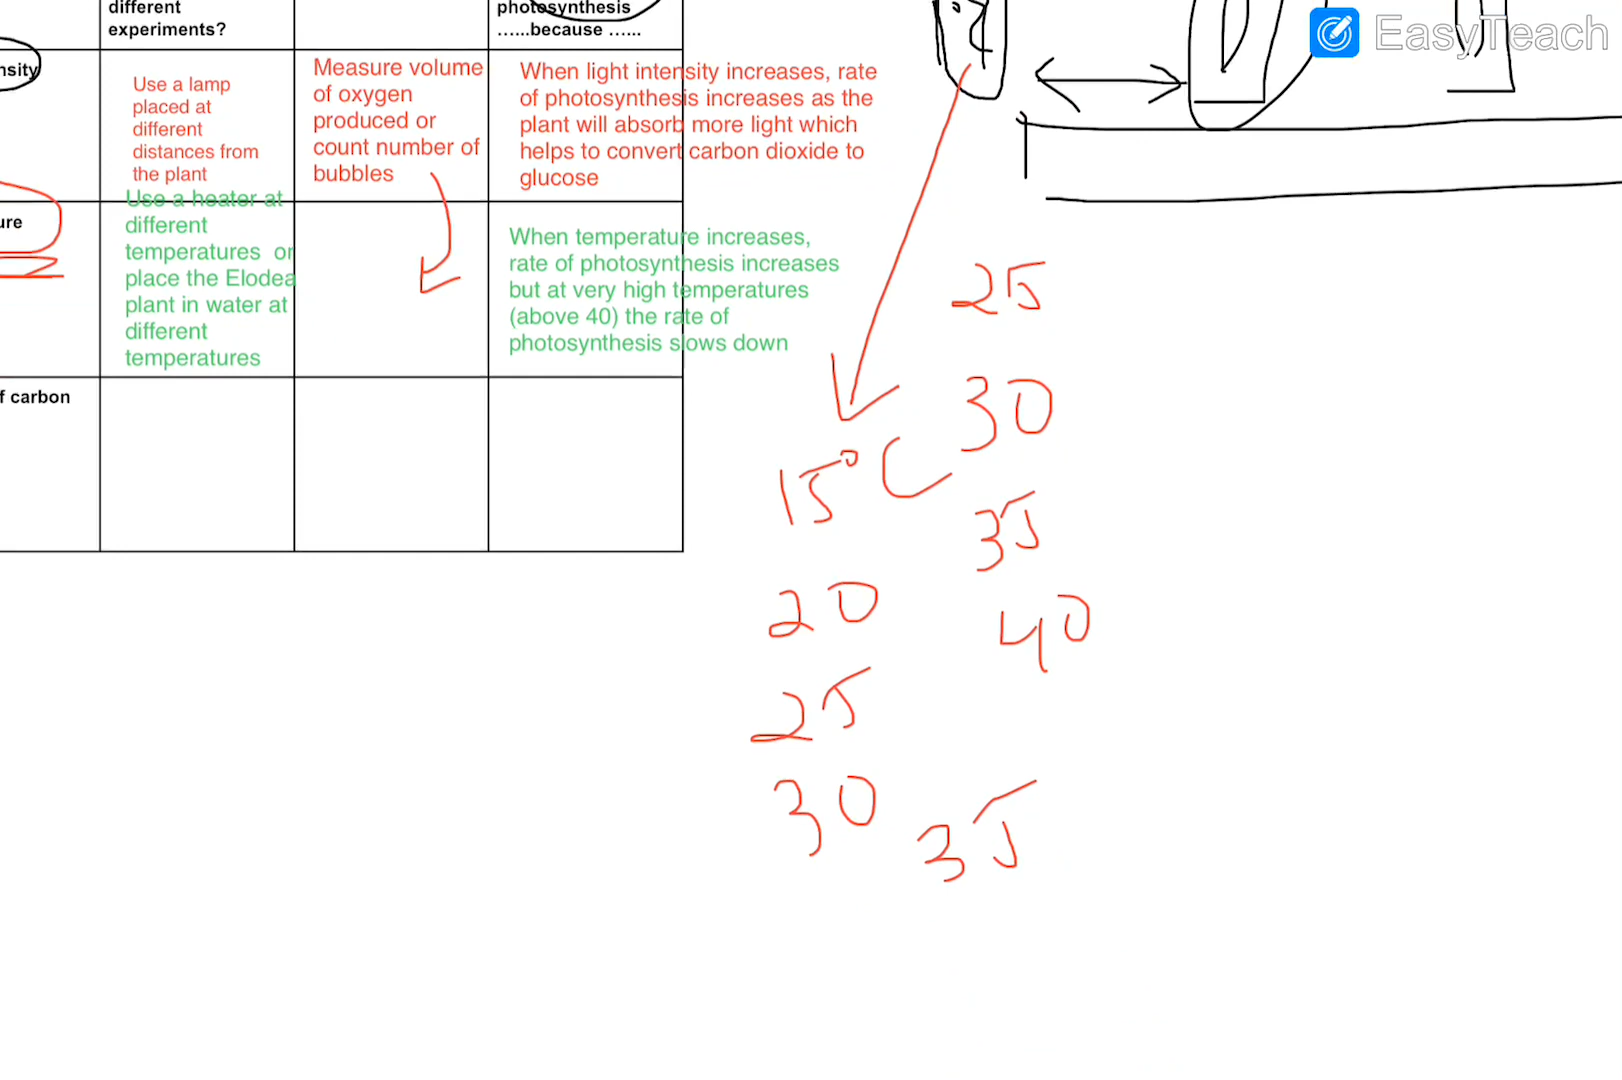 different
experiments?
photosynthesis
......because ......
EasyTeach
nsity
Use a lamp
placed at
different
distances from
the plant
Measure volume
of oxygen
produced or
count number of
bubbles
When light intensity increases, rate
of photosynthesis increases as the
plant will absorb more light which
helps to convert carbon dioxide to
glucose
ure
Use a heater at
different
temperatures or
place the Elodea
plant in water at
different
temperatures
When temperature increases,
rate of photosynthesis increases
but at very high temperatures
(above 40) the rate of
photosynthesis slows down
f carbon
15°C
20
25
30
35
25
30
35
40